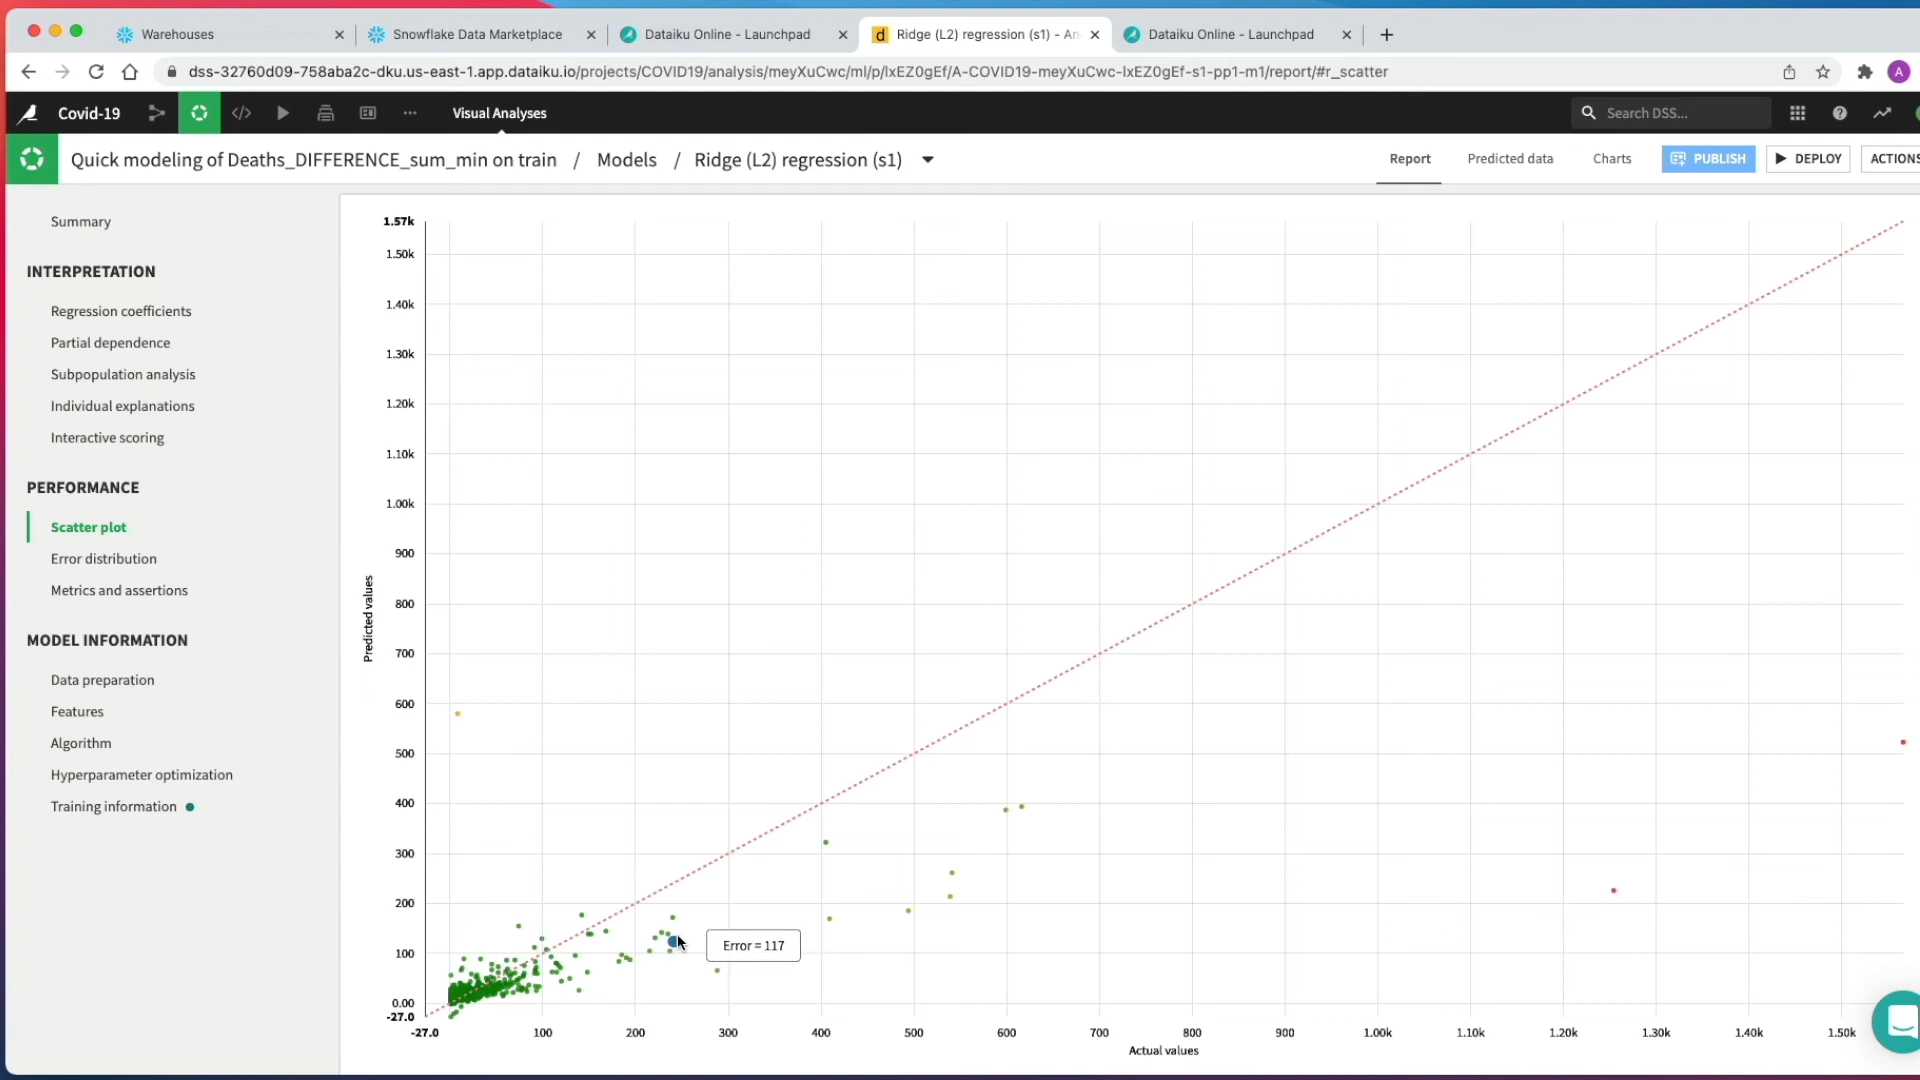 Warehouses
Snowflake Data Marketplace
Dataiku Online - Launchpad
Ridge (L2) regression (s1) - An
Dataiku Online - Launchpad
dss-32760d09-758aba2c-dku.us-east-1.app.dataiku.io/projects/COVID19/analysis/meyXuCwc/ml/p/lxEZ0gEf/A-COVID19-meyXuCwc-lxEZ0gEf-s1-pp1-m1/report/#r_scatter
A
Covid-19
Visual Analyses
Search DSS...
Quick modeling of Deaths_DIFFERENCE_sum_min on train / Models / Ridge (L2) regression (s1)
Report
Predicted data
Charts
PUBLISH
DEPLOY
ACTIONS
Summary
INTERPRETATION
Regression coefficients
Partial dependence
Subpopulation analysis
Individual explanations
Interactive scoring
PERFORMANCE
Scatter plot
Error distribution
Metrics and assertions
MODEL INFORMATION
Data preparation
Features
Algorithm
Hyperparameter optimization
Training information
Predicted values
1.57k
1.50k
1.40k
1.30k
1.20k
1.10k
1.00k
900
800
700
600
500
400
300
200
100
0.00
-27.0
Error = 117
-27.0 100 200 300 400 500 600 700 800 900 1.00k 1.10k 1.20k 1.30k 1.40k 1.50k
Actual values